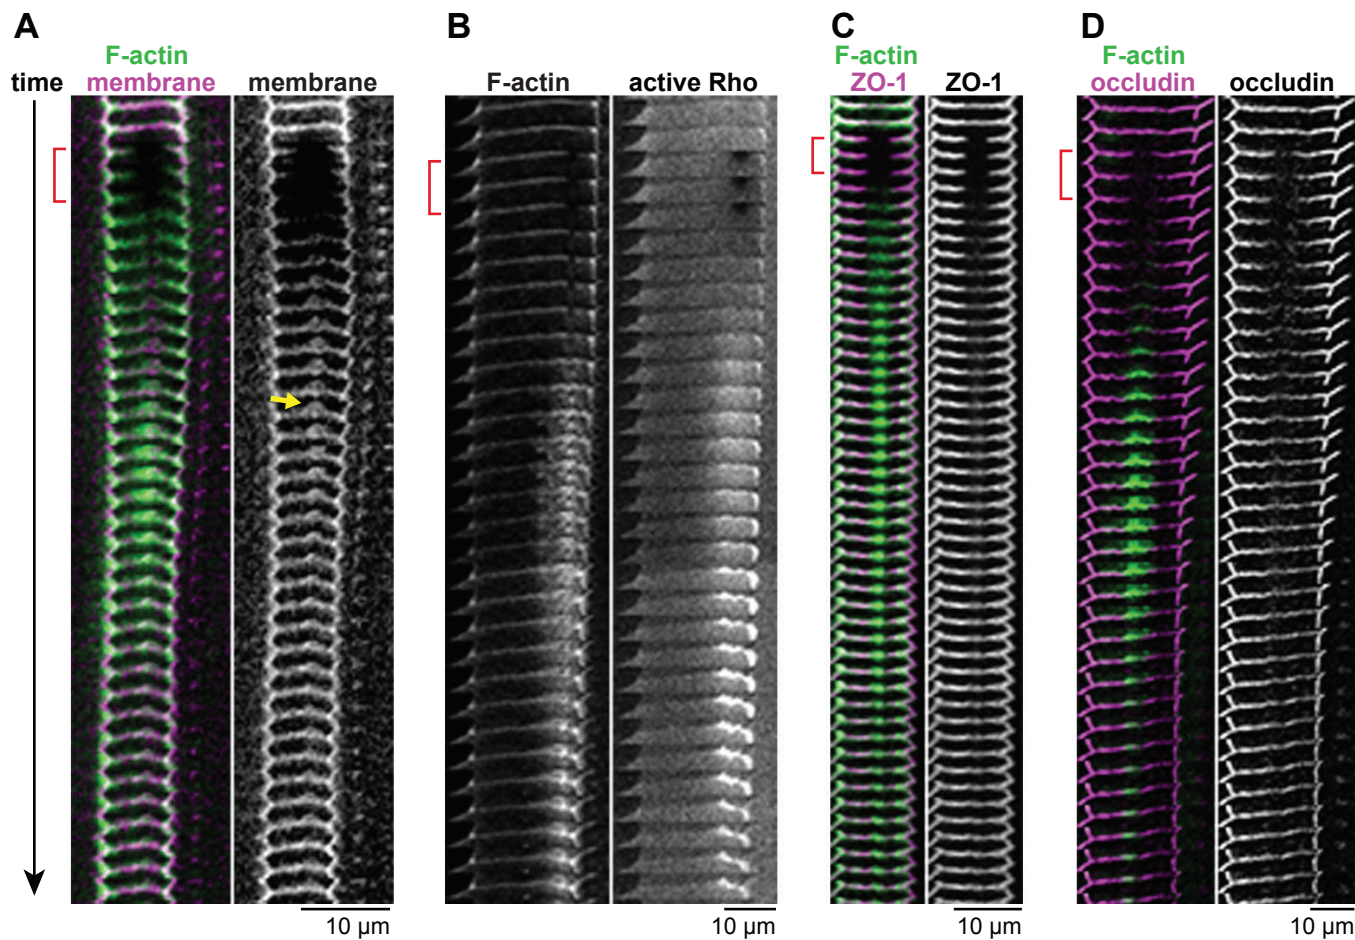 A
B
C
D
F-actin
F-actin
F-actin
time
membrane
membrane
F-actin
active Rho
ZO-1
ZO-1
occludin
occludin
10 µm
10 µm
10 µm
10 µm